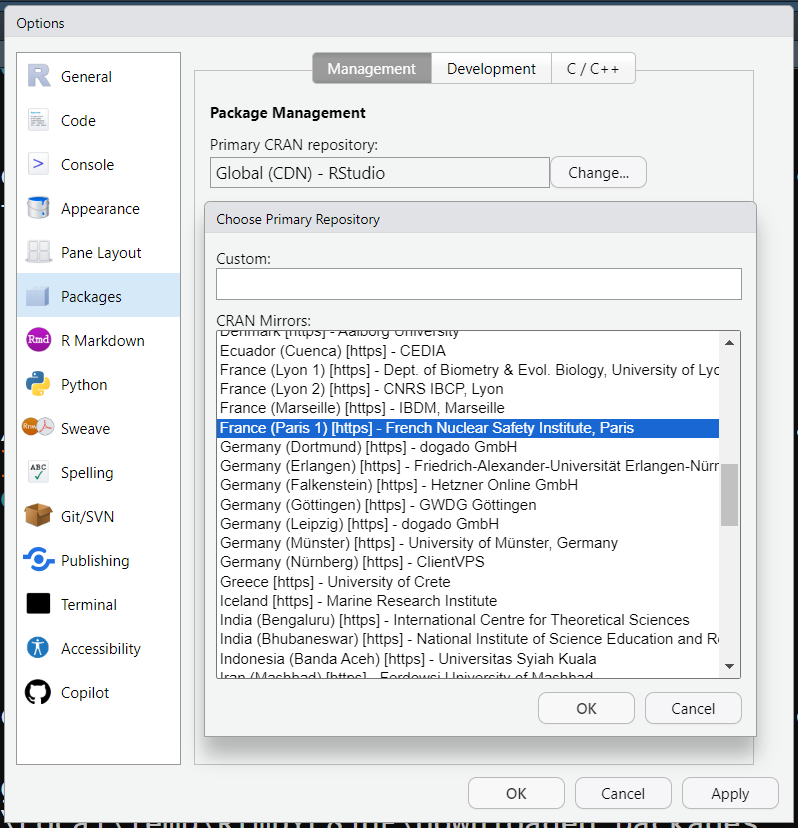 Options
General
Code
Console
Appearance
Pane Layout
Packages
R Markdown
Python
Sweave
Spelling
Git/SVN
Publishing
Terminal
Accessibility
Copilot
Management
Development
C / C++
Package Management
Primary CRAN repository:
Global (CDN) - RStudio
Change...
Choose Primary Repository
Custom:
CRAN Mirrors:
Denmark [https] - Aalborg University
Ecuador (Cuenca) [https] - CEDIA
France (Lyon 1) [https] - Dept. of Biometry & Evol. Biology, University of Lyo
France (Lyon 2) [https] - CNRS IBCP, Lyon
France (Marseille) [https] - IBDM, Marseille
France (Paris 1) [https] - French Nuclear Safety Institute, Paris
Germany (Dortmund) [https] - dogado GmbH
Germany (Erlangen) [https] - Friedrich-Alexander-Universität Erlangen-Nürn
Germany (Falkenstein) [https] - Hetzner Online GmbH
Germany (Göttingen) [https] - GWDG Göttingen
Germany (Leipzig) [https] - dogado GmbH
Germany (Münster) [https] - University of Münster, Germany
Germany (Nürnberg) [https] - ClientVPS
Greece [https] - University of Crete
Iceland [https] - Marine Research Institute
India (Bengaluru) [https] - International Centre for Theoretical Sciences
India (Bhubaneswar) [https] - National Institute of Science Education and Re
Indonesia (Banda Aceh) [https] - Universitas Syiah Kuala
Iran (Mashhad) [https] - Ferdowsi University of Mashhad
OK
Cancel
OK
Cancel
Apply